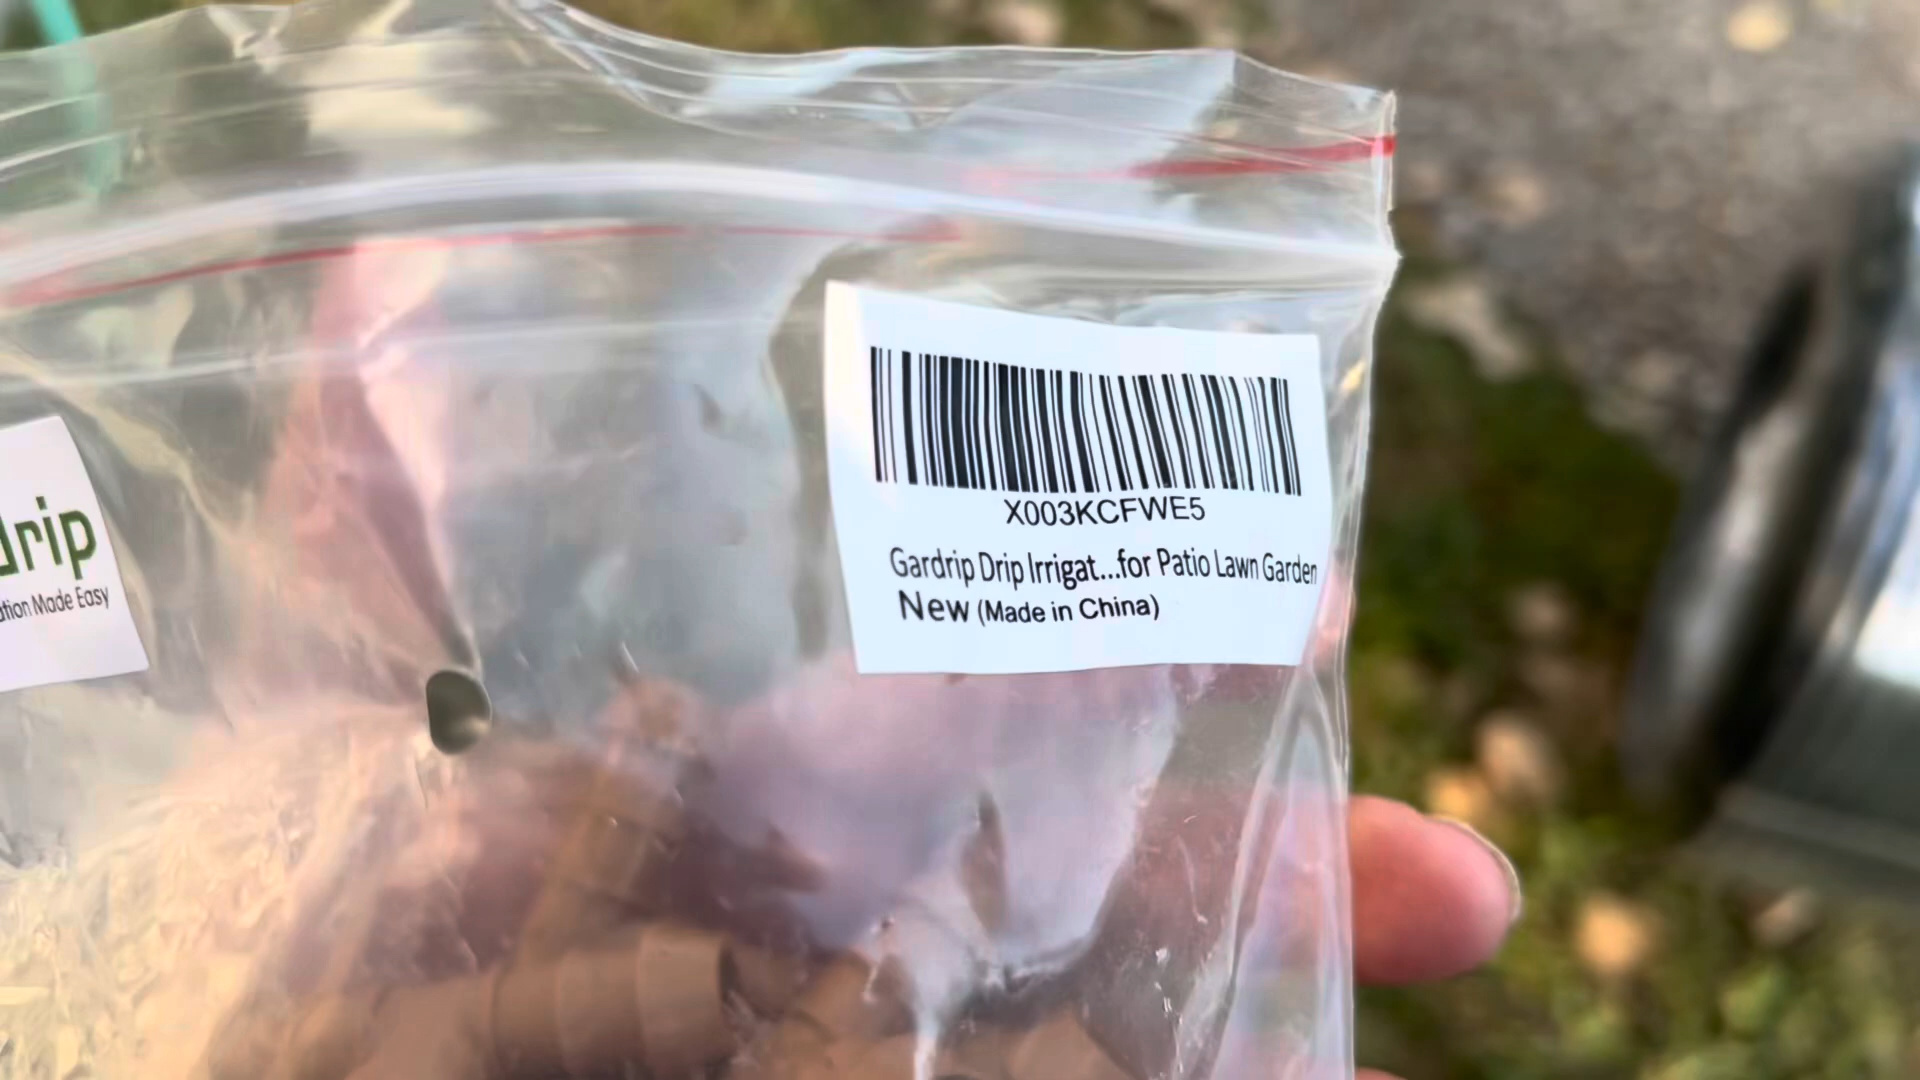 drip
ation Made Easy
X003KCFWE5
Gardrip Drip Irrigat...for Patio Lawn Garden
New (Made in China)